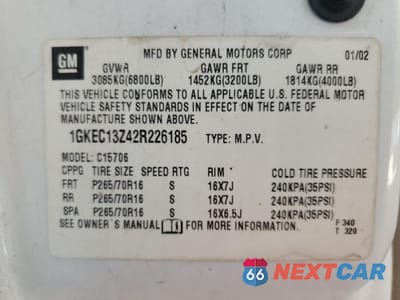 GM
MFD BY GENERAL MOTORS CORP 01/02
GVWR GAWR FRT GAWR RR
3085KG(6800LB) 1452KG(3200LB) 1814KG(4000LB)
THIS VEHICLE CONFORMS TO ALL APPLICABLE U.S. FEDERAL MOTOR
VEHICLE SAFETY STANDARDS IN EFFECT ON THE DATE OF
MANUFACTURE SHOWN ABOVE.
1GKEC13Z42R226185 TYPE: M.P.V.
MODEL: C15706
CPPG TIRE SIZE SPEED RTG RIM COLD TIRE PRESSURE
FRT P265/70R16 S 16X7J 240KPA(35PSI)
RR P265/70R16 S 16X7J 240KPA(35PSI)
SPA P265/70R16 S 16X6.5J 240KPA(35PSI)
SEE OWNER'S MANUAL FOR MORE INFORMATION. F 340
T 320
66 NEXTCAR